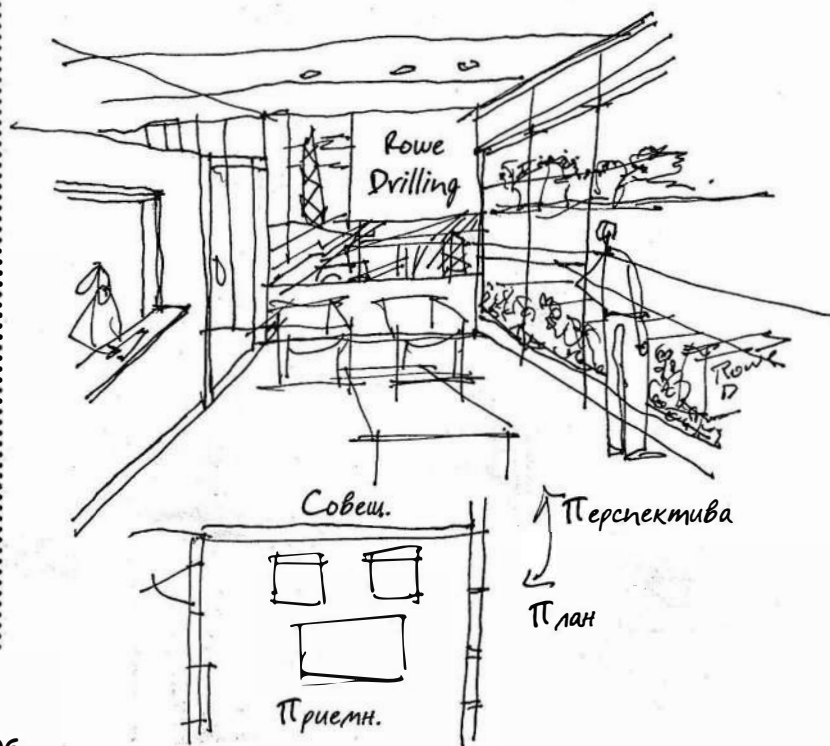 Rowe
Drilling
Rowe
D
Совещ.
Перспектива
План
Приемн.